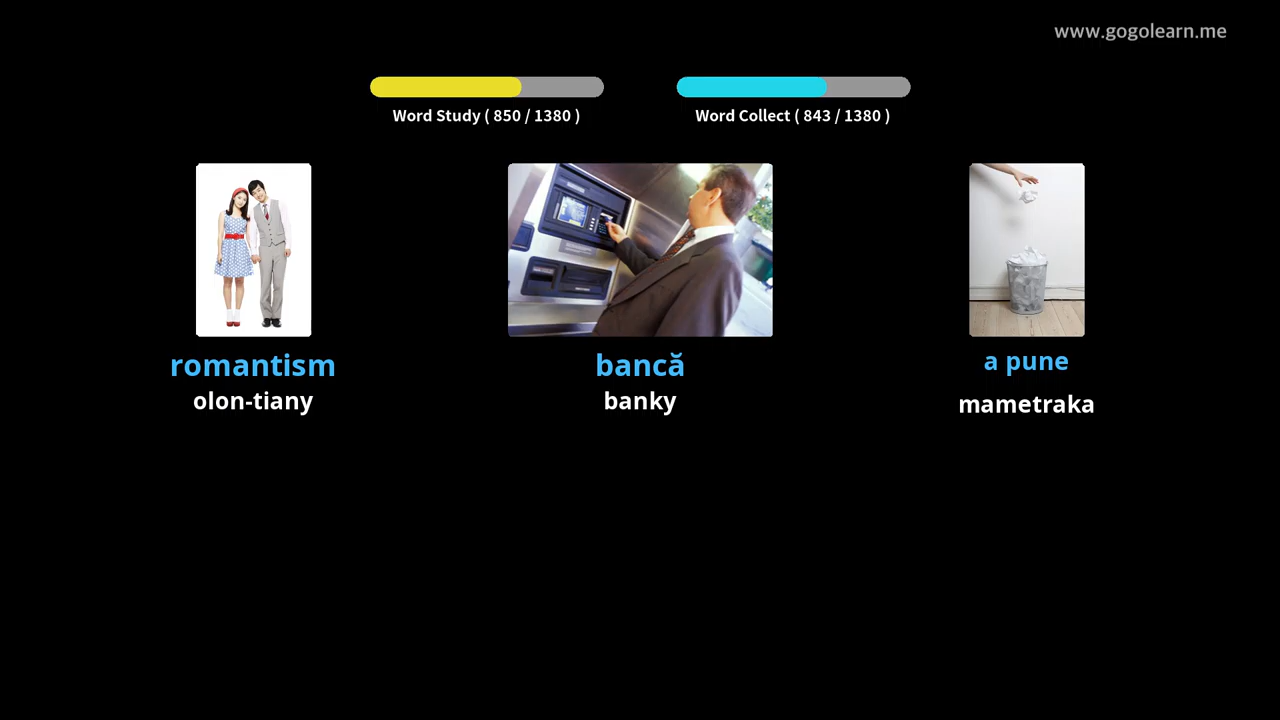 www.gogolearn.me
Word Study ( 850 / 1380 )
Word Collect ( 843 / 1380 )
romantism
olon-tiany
bancă
banky
a pune
mametraka